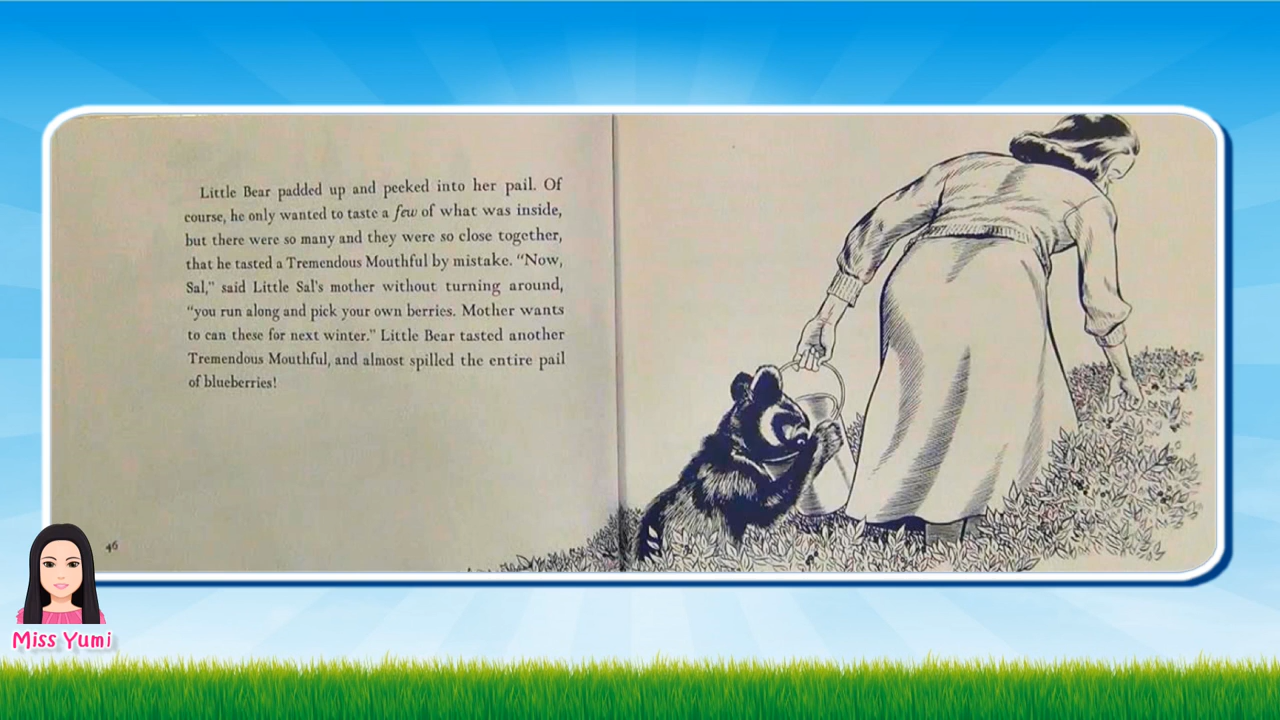 Little Bear padded up and peeked into her pail. Of
course, he only wanted to taste a few of what was inside,
but there were so many and they were so close together,
that he tasted a Tremendous Mouthful by mistake. “Now,
Sal,” said Little Sal’s mother without turning around,
“you run along and pick your own berries. Mother wants
to can these for next winter.” Little Bear tasted another
Tremendous Mouthful, and almost spilled the entire pail
of blueberries!
46
Miss Yumi